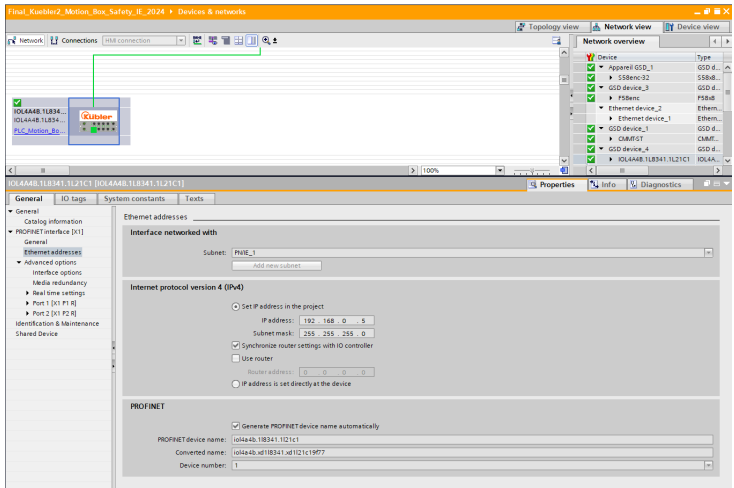 Final_Kuebler2_Motion_Box_Safety_IE_2024 ▸ Devices & networks
Topology view Network view Device view
Network Connections HMI connection
Network overview
Device Type
Appareil GSD_1 GSD d...
S58enc-32 S58x8...
GSD device_3 GSD d...
F58enc F58x8
Ethernet device_2 Ethern...
Ethernet device_1 Ethern...
GSD device_1 GSD d...
CMMT-ST CMMT...
GSD device_4 GSD d...
IOL4A4B.1L8341.1L21C1 IOL4A...
IOL4A4B.1L834...
IOL4A4B.1L834...
PLC_Motion_Bo...
Kübler
100%
IOL4A4B.1L8341.1L21C1 [IOL4A4B.1L8341.1L21C1]
Properties Info Diagnostics
General IO tags System constants Texts
General
Catalog information
PROFINET interface [X1]
General
Ethernet addresses
Advanced options
Interface options
Media redundancy
Real time settings
Port 1 [X1 P1 R]
Port 2 [X1 P2 R]
Identification & Maintenance
Shared Device
Ethernet addresses
Interface networked with
Subnet: PN/IE_1
Add new subnet
Internet protocol version 4 (IPv4)
Set IP address in the project
IP address: 192 . 168 . 0 . 5
Subnet mask: 255 . 255 . 255 . 0
Synchronize router settings with IO controller
Use router
Router address: 0 . 0 . 0 . 0
IP address is set directly at the device
PROFINET
Generate PROFINET device name automatically
PROFINET device name: iol4a4b.1l8341.1l21c1
Converted name: iol4a4b.xd1l8341.xd1l21c19f77
Device number: 1